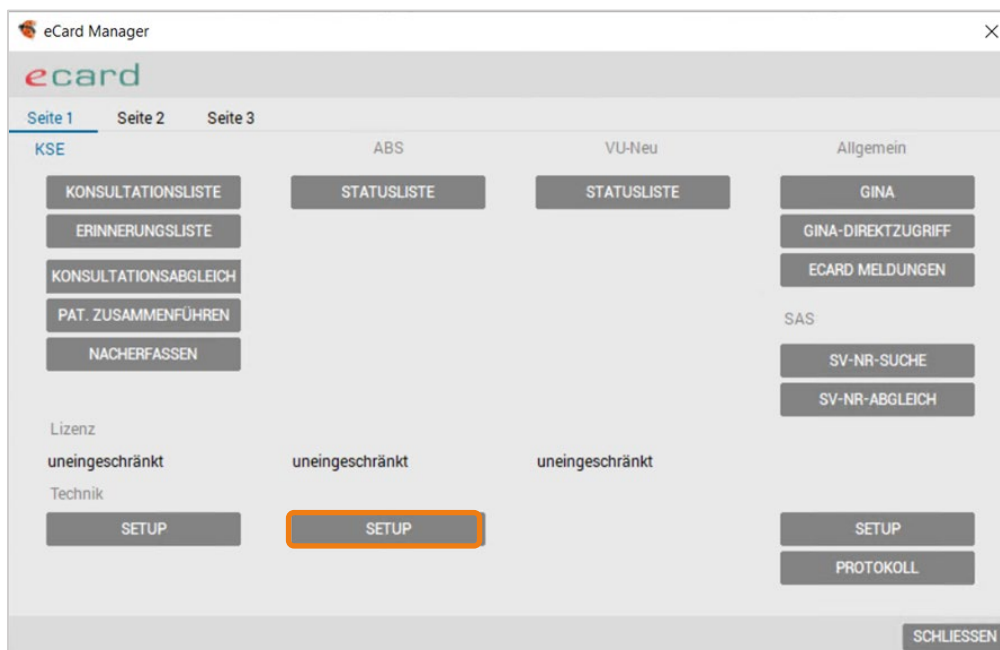 eCard Manager
ecard
Seite 1 Seite 2 Seite 3
KSE ABS VU-Neu Allgemein
KONSULTATIONSLISTE STATUSLISTE STATUSLISTE GINA
ERINNERUNGSLISTE GINA-DIREKTZUGRIFF
KONSULTATIONSABGLEICH ECARD MELDUNGEN
PAT. ZUSAMMENFÜHREN SAS
NACHERFASSEN SV-NR-SUCHE
SV-NR-ABGLEICH
Lizenz
uneingeschränkt uneingeschränkt uneingeschränkt
Technik
SETUP SETUP SETUP
PROTOKOLL
SCHLIESSEN